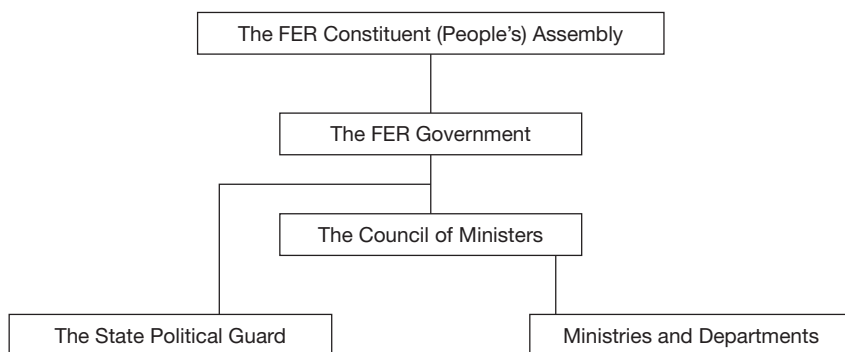 The FER Constituent (People’s) Assembly
The FER Government
The Council of Ministers
The State Political Guard
Ministries and Departments